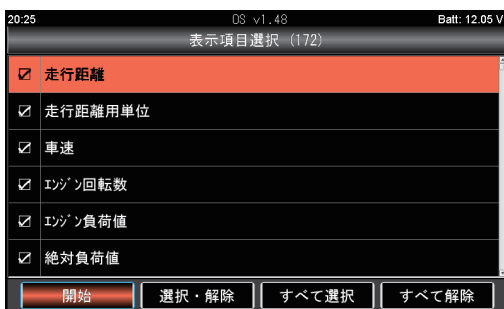 20:25 OS v1.48 Batt: 12.05 V
表示項目選択 (172)
走行距離
走行距離用単位
車速
ｴﾝｼﾞﾝ回転数
ｴﾝｼﾞﾝ負荷値
絶対負荷値
開始 選択・解除 すべて選択 すべて解除